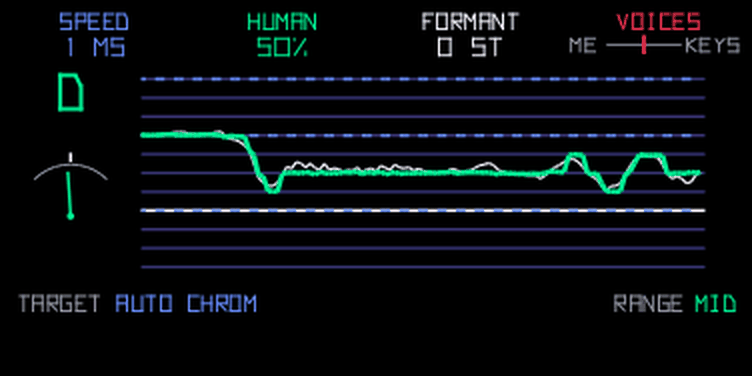 SPEED HUMAN FORMANT VOICES
1 MS 50% 0 ST ME KEYS
D
TARGET AUTO CHROM RANGE MID